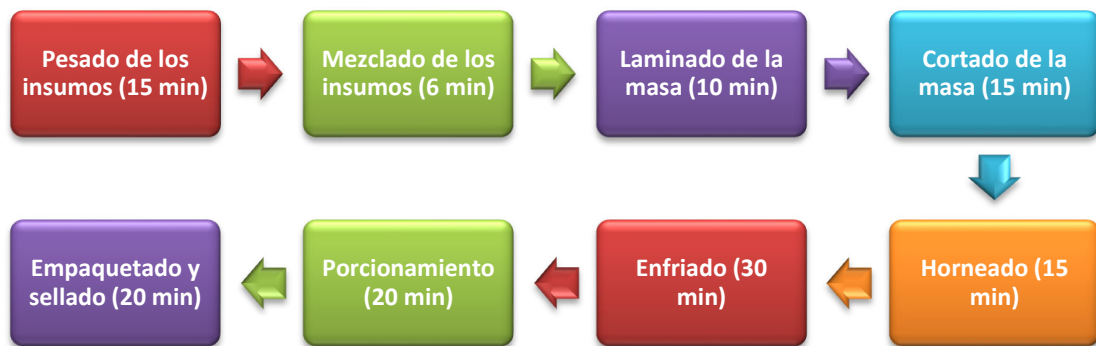 Pesado de los
insumos (15 min)
Mezclado de los
insumos (6 min)
Laminado de la
masa (10 min)
Cortado de la
masa (15 min)
Horneado (15
min)
Enfriado (30
min)
Porcionamiento
(20 min)
Empaquetado y
sellado (20 min)